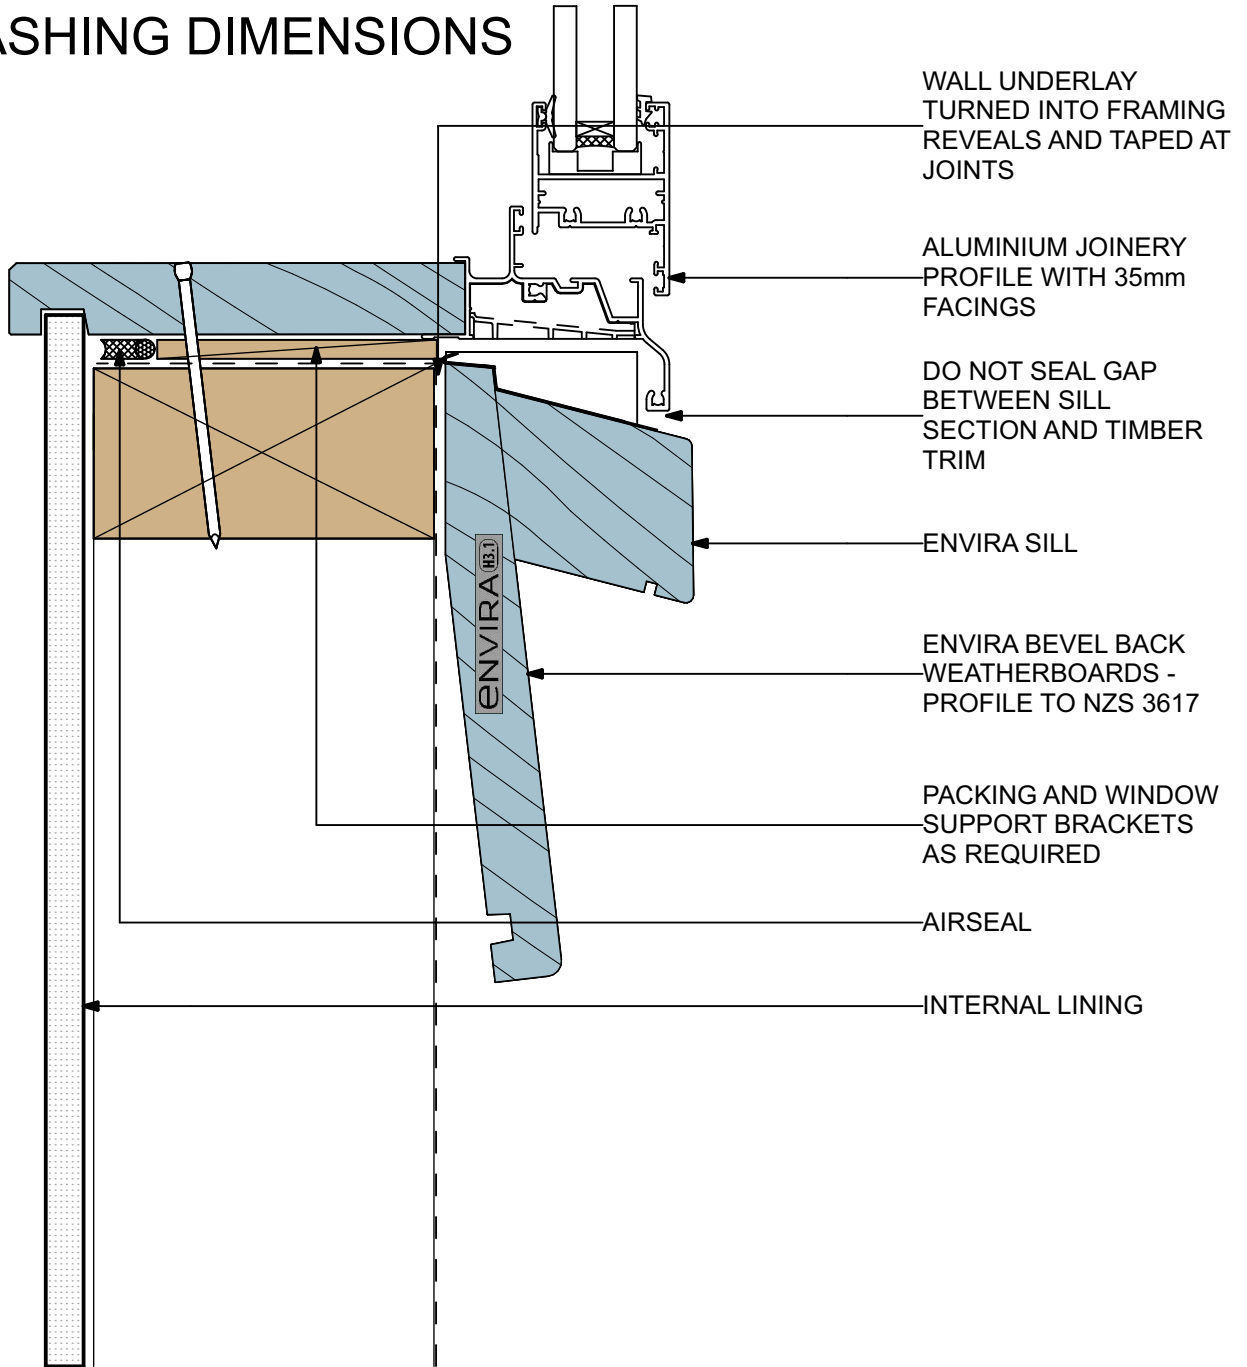 ASHING DIMENSIONS
WALL UNDERLAY
TURNED INTO FRAMING
REVEALS AND TAPED AT
JOINTS
ALUMINIUM JOINERY
PROFILE WITH 35mm
FACINGS
DO NOT SEAL GAP
BETWEEN SILL
SECTION AND TIMBER
TRIM
ENVIRA SILL
eNVIRA H3.1
ENVIRA BEVEL BACK
WEATHERBOARDS -
PROFILE TO NZS 3617
PACKING AND WINDOW
SUPPORT BRACKETS
AS REQUIRED
AIRSEAL
INTERNAL LINING